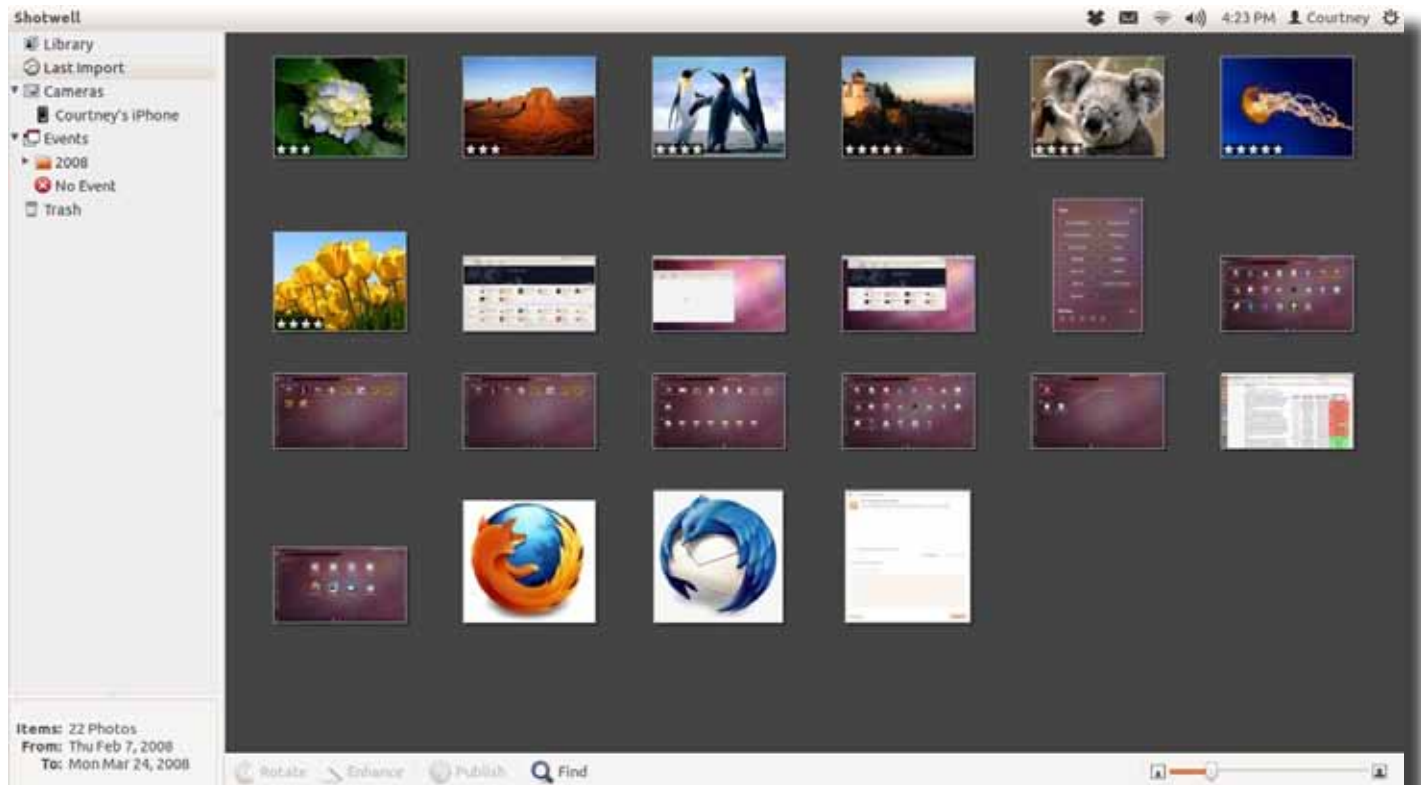 Shotwell
4:23 PM Courtney
Library
Last Import
Cameras
Courtney's iPhone
Events
2008
No Event
Trash
Items: 22 Photos
From: Thu Feb 7, 2008
To: Mon Mar 24, 2008
Rotate Enhance Publish Find